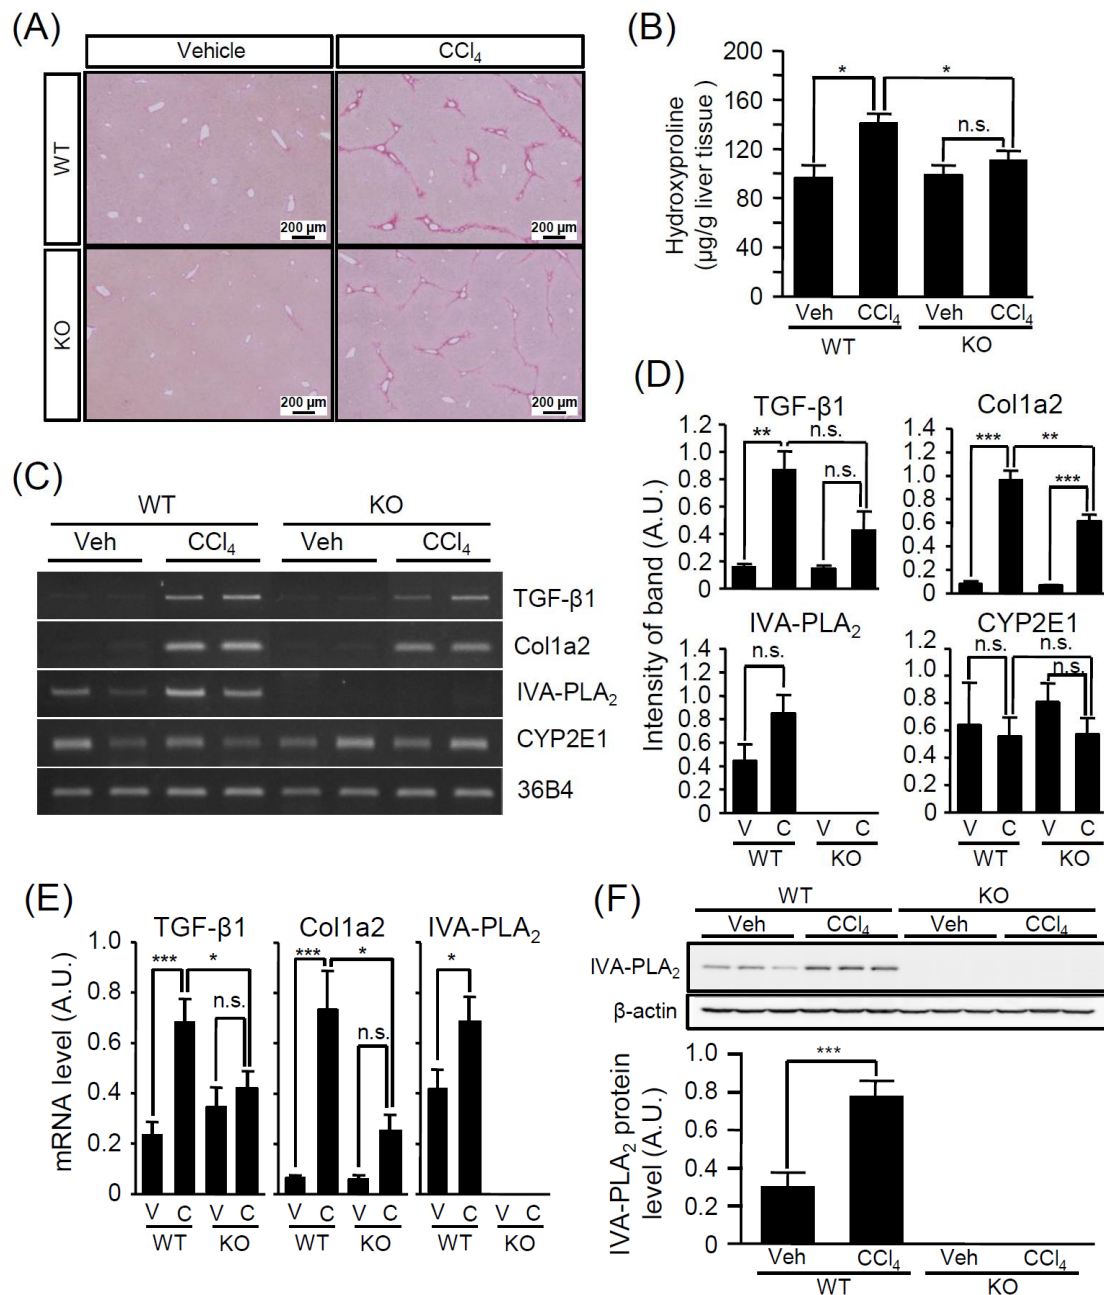 (A)
Vehicle
CCl4
WT
KO
200 μm
200 μm
200 μm
200 μm
(B)
Hydroxyproline
(μg/g liver tissue )
200
160
120
80
40
0
*
*
n.s.
Veh
CCl4
Veh
CCl4
WT
KO
(C)
WT
KO
Veh
CCl4
Veh
CCl4
TGF-β1
Col1a2
IVA-PLA2
CYP2E1
36B4
(D)
Intensity of band (A.U.)
TGF-β1
1.2
1.0
0.8
0.6
0.4
0.2
0
**
n.s.
n.s.
Col1a2
1.4
1.2
1.0
0.8
0.6
0.4
0.2
0
***
**
***
IVA-PLA2
1.4
1.2
1.0
0.8
0.6
0.4
0.2
0
n.s.
V
C
V
C
WT
KO
CYP2E1
1.2
1.0
0.8
0.6
0.4
0.2
0
n.s.
n.s.
n.s.
V
C
V
C
WT
KO
(E)
mRNA level (A.U.)
1.0
0.8
0.6
0.4
0.2
0
TGF-β1
***
*
n.s.
V
C
V
C
WT
KO
Col1a2
***
*
n.s.
V
C
V
C
WT
KO
IVA-PLA2
*
V
C
V
C
WT
KO
(F)
WT
KO
Veh
CCl4
Veh
CCl4
IVA-PLA2
β-actin
IVA-PLA2 protein
level (A.U.)
1.0
0.8
0.6
0.4
0.2
0
***
Veh
CCl4
Veh
CCl4
WT
KO